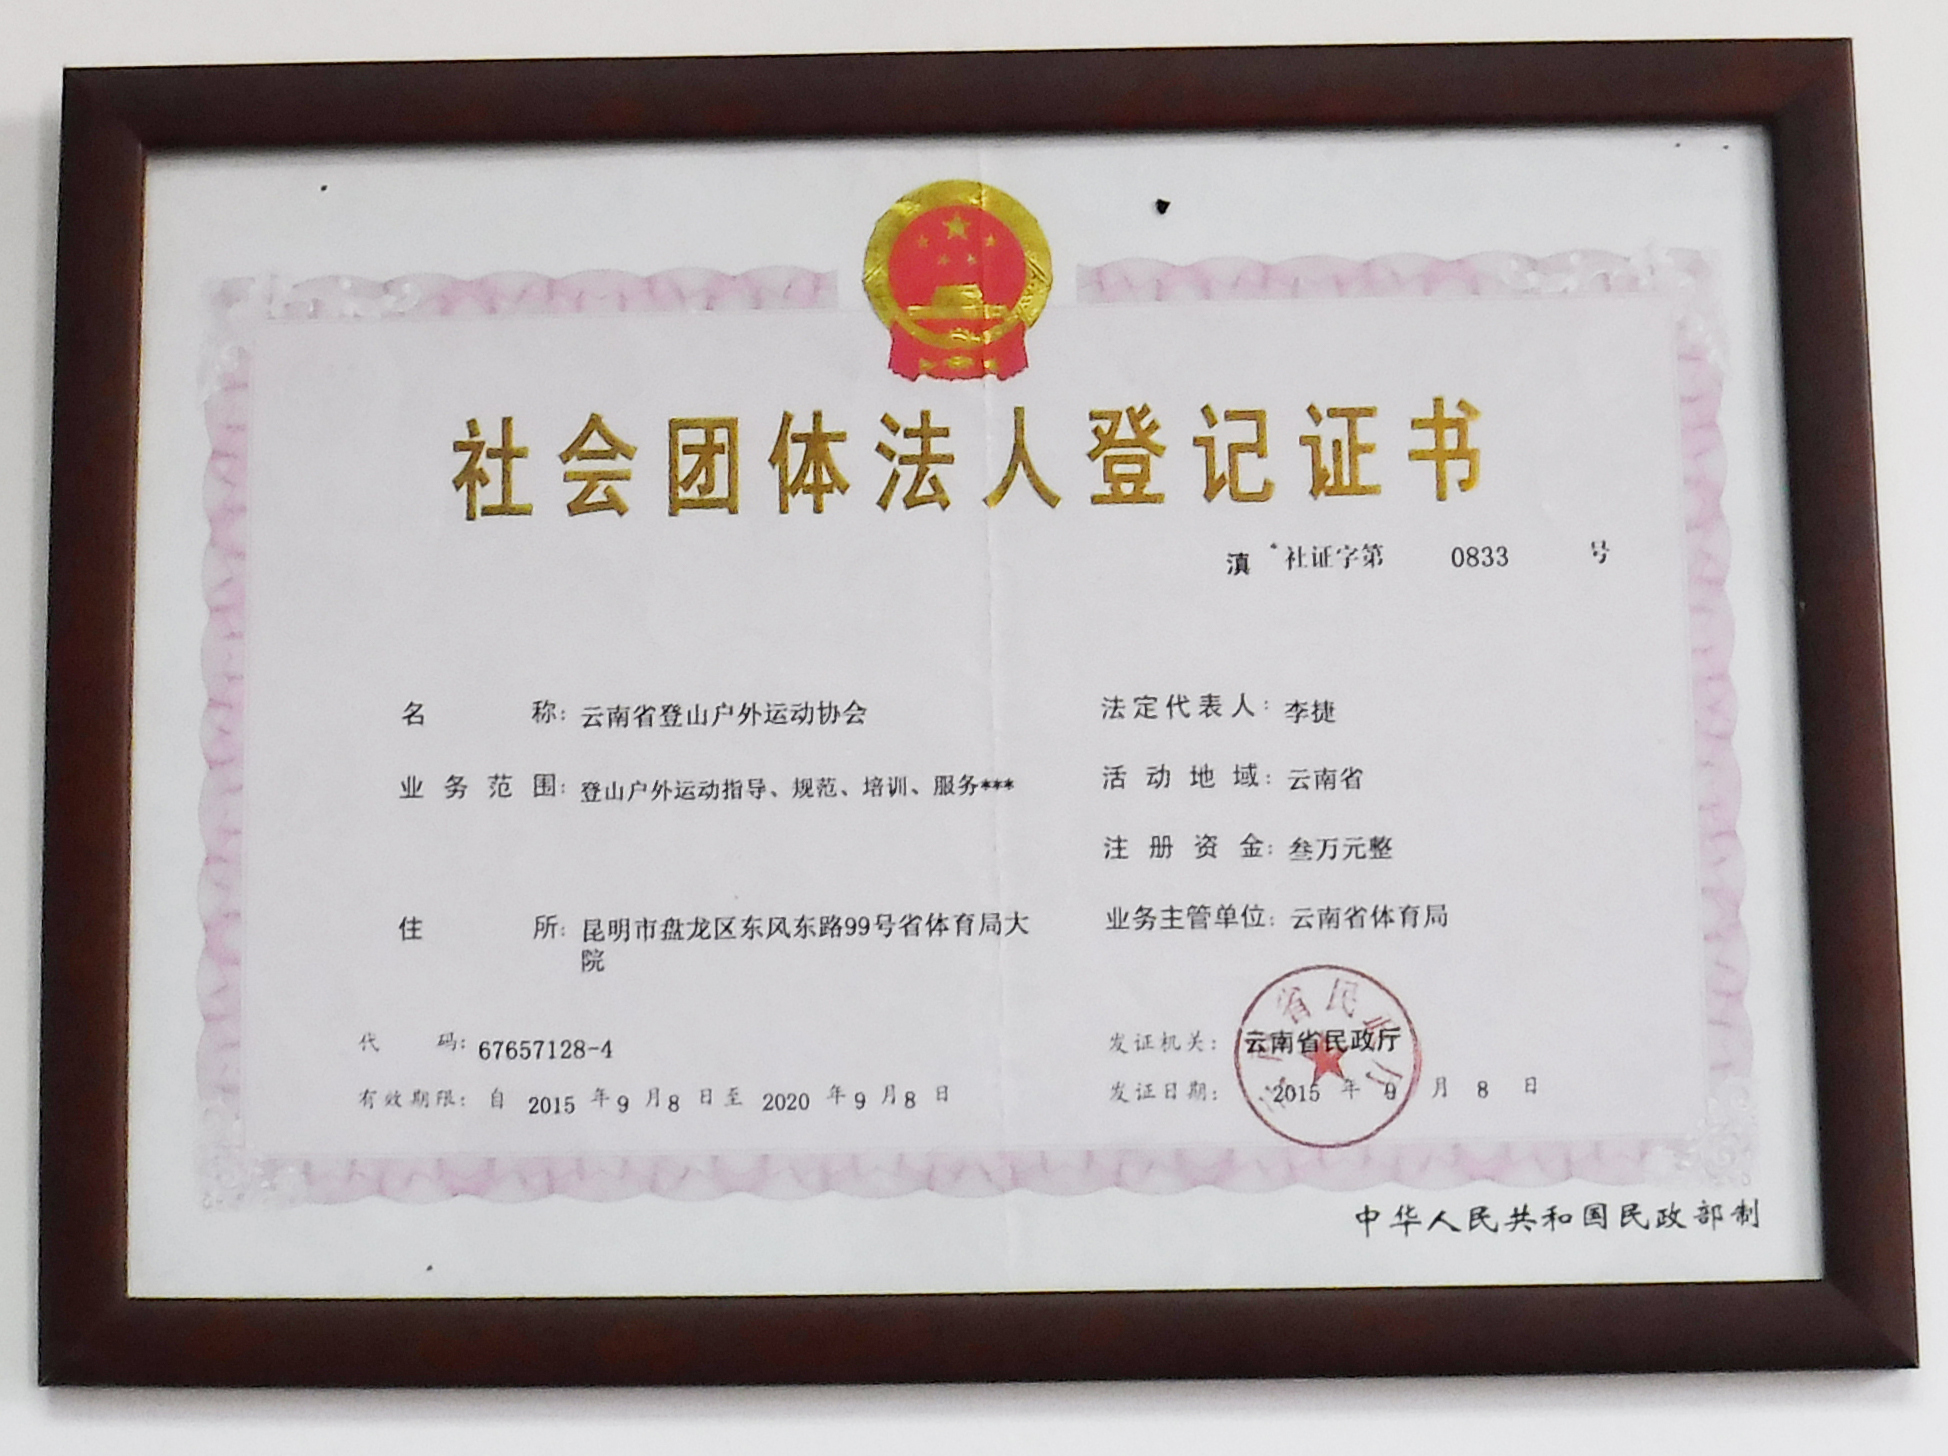 社会团体法人登记证书
滇 社证字第 0833 号
名称：云南省登山户外运动协会
业务范围：登山户外运动指导、规范、培训、服务***
住所：昆明市盘龙区东风东路99号省体育局大
院
代码：67657128-4
有效期限：自 2015 年 9 月 8 日至 2020 年 9 月 8 日
法定代表人：李捷
活动地域：云南省
注册资金：叁万元整
业务主管单位：云南省体育局
发证机关：云南省民政厅
发证日期：2015 年 9 月 8 日
中华人民共和国民政部制